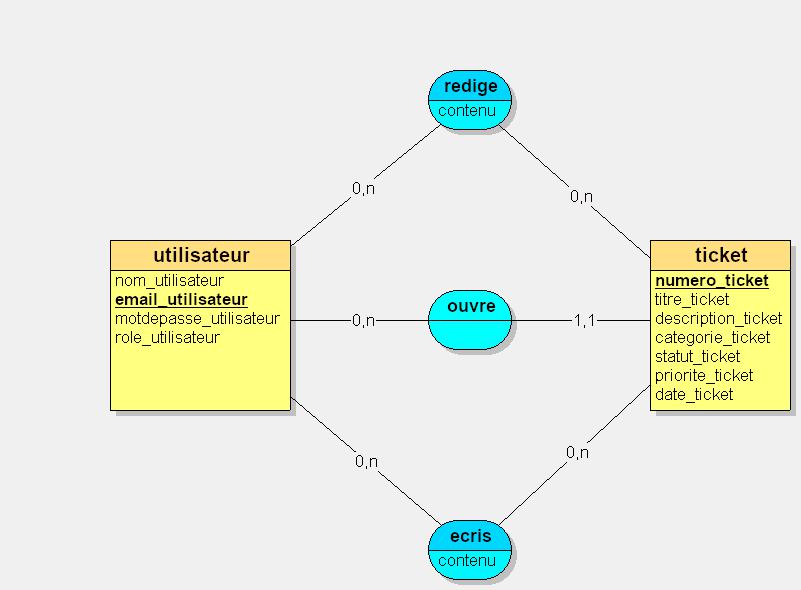 redige
contenu
0,n
0,n
utilisateur
nom_utilisateur
email_utilisateur
motdepasse_utilisateur
role_utilisateur
0,n
ouvre
1,1
ticket
numero_ticket
titre_ticket
description_ticket
categorie_ticket
statut_ticket
priorite_ticket
date_ticket
0,n
0,n
ecris
contenu